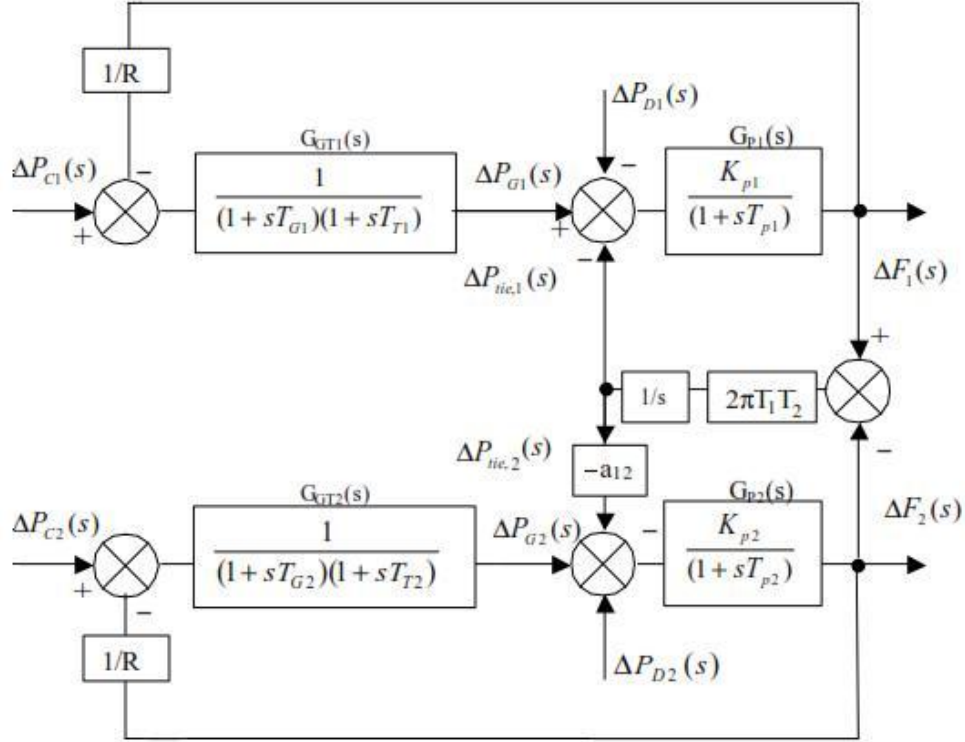 1/R
ΔP_{D1}(s)
G_{GT1}(s)
G_{P1}(s)
ΔP_{C1}(s)
−
1
ΔP_{G1}(s)
−
K_{p1}
(1+sT_{G1})(1+sT_{T1})
(1+sT_{p1})
+
+
−
ΔP_{tie,1}(s)
ΔF_1(s)
+
1/s
2πT_1T_2
ΔP_{tie,2}(s)
−a_{12}
−
G_{GT2}(s)
G_{P2}(s)
ΔP_{C2}(s)
1
ΔP_{G2}(s)
−
K_{p2}
ΔF_2(s)
(1+sT_{G2})(1+sT_{T2})
(1+sT_{p2})
+
−
1/R
ΔP_{D2}(s)